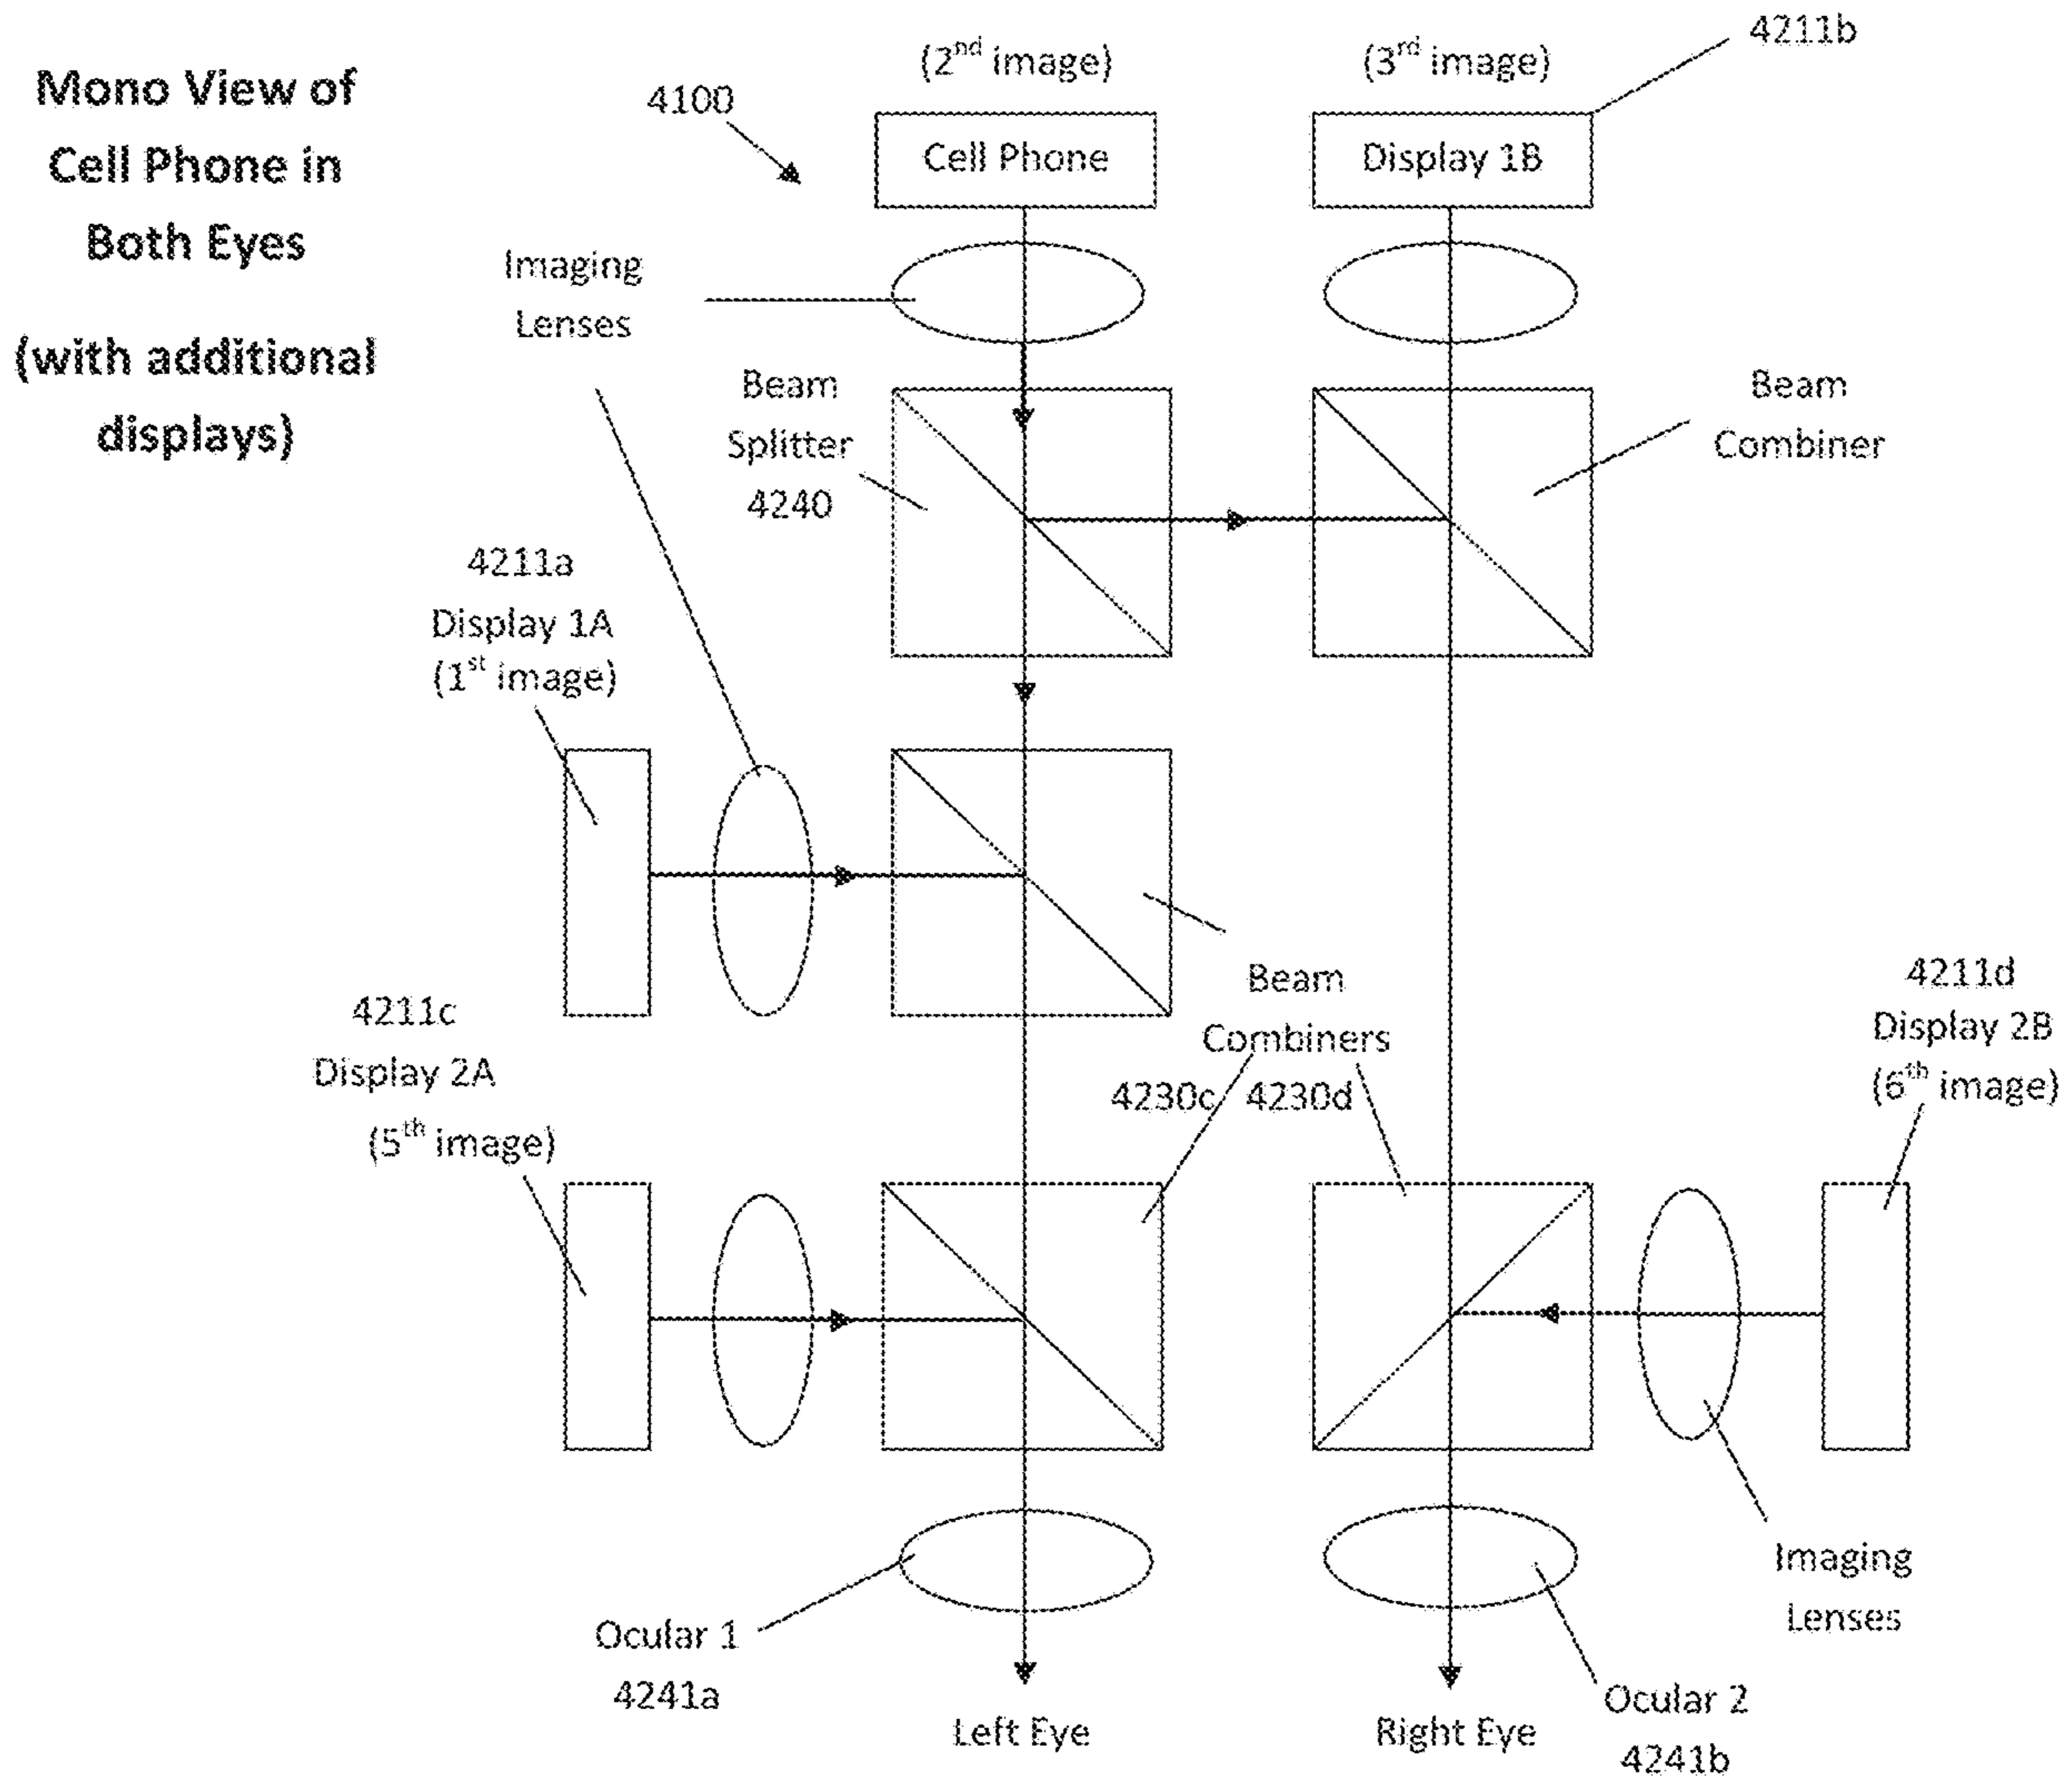 Mono View of
Cell Phone in
Both Eyes
(with additional
displays)
4100
(2nd image)
Cell Phone
(3rd image)
Display 1B
4211b
Imaging
Lenses
Beam
Splitter
4240
Beam
Combiner
4211a
Display 1A
(1st image)
4211c
Display 2A
(5th image)
Beam
Combiners
4230c 4230d
4211d
Display 2B
(6th image)
Imaging
Lenses
Ocular 1
4241a
Left Eye
Right Eye
Ocular 2
4241b